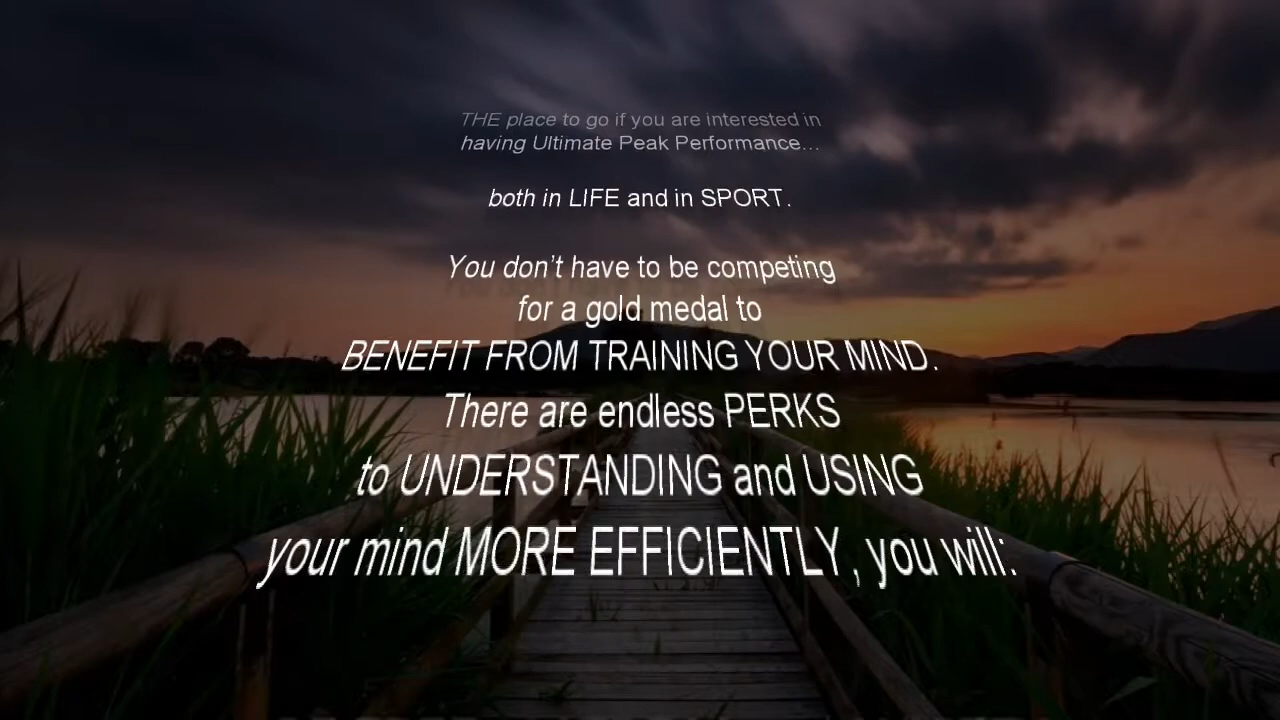 THE place to go if you are interested in
having Ultimate Peak Performance...
both in LIFE and in SPORT.
You don’t have to be competing
for a gold medal to
BENEFIT FROM TRAINING YOUR MIND.
There are endless PERKS
to UNDERSTANDING and USING
your mind MORE EFFICIENTLY, you will: